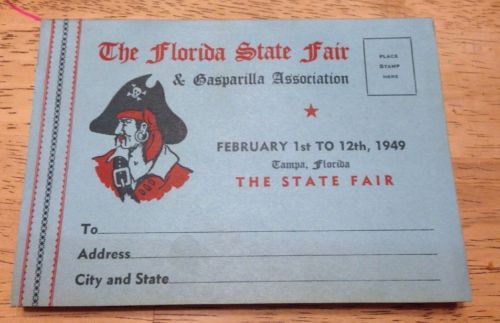 The Florida State Fair
& Gasparilla Association
PLACE
STAMP
HERE
FEBRUARY 1st TO 12th, 1949
Tampa, Florida
THE STATE FAIR
To
Address
City and State